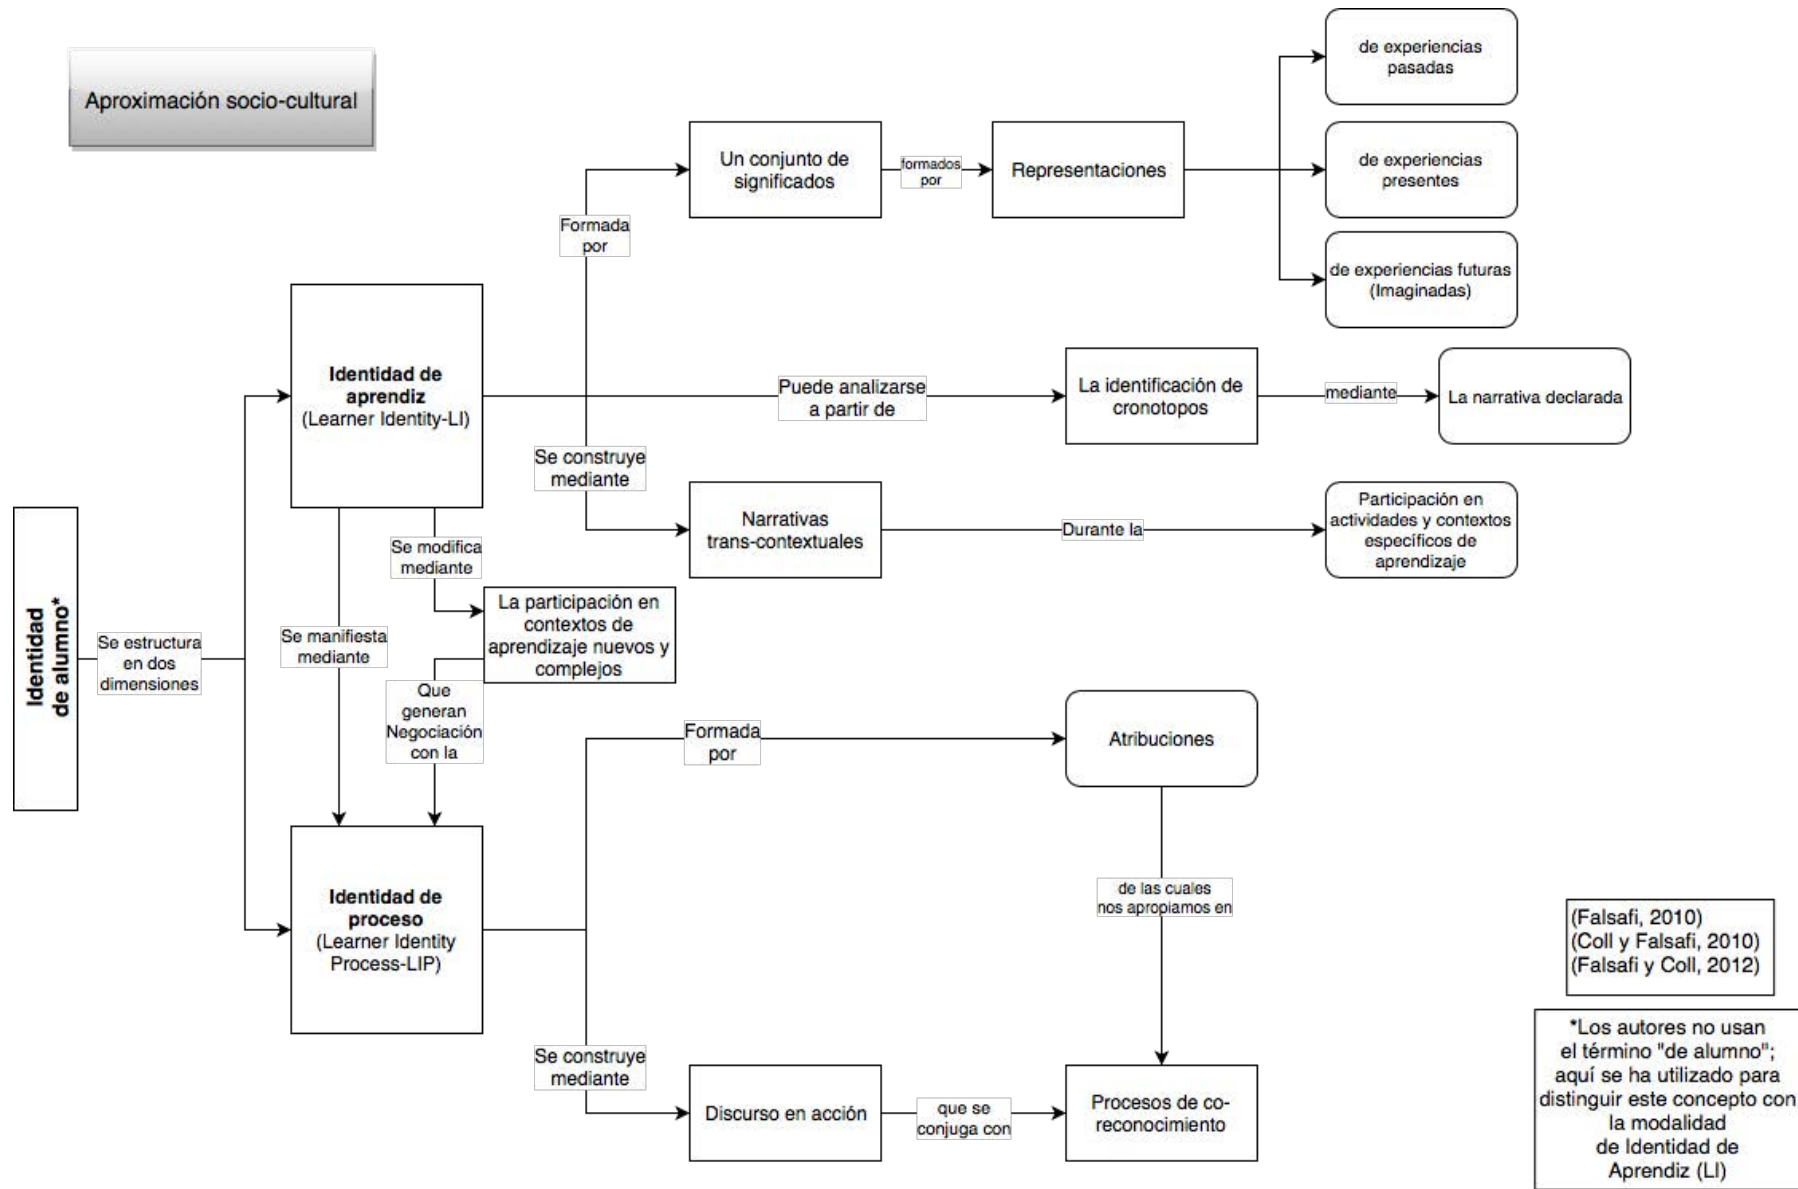 Aproximación socio-cultural
de experiencias
pasadas
Un conjunto de
significados
formados
por
Representaciones
de experiencias
presentes
Formada
por
de experiencias futuras
(Imaginadas)
Identidad de
aprendiz
(Learner Identity-LI)
Puede analizarse
a partir de
La identificación de
cronotopos
mediante
La narrativa declarada
Se construye
mediante
Narrativas
trans-contextuales
Durante la
Participación en
actividades y contextos
específicos de
aprendizaje
Identidad
de alumno*
Se estructura
en dos
dimensiones
Se manifiesta
mediante
Se modifica
mediante
La participación en
contextos de
aprendizaje nuevos y
complejos
Que
generan
Negociación
con la
Formada
por
Atribuciones
de las cuales
nos apropiamos en
Identidad de
proceso
(Learner Identity
Process-LIP)
Se construye
mediante
Discurso en acción
que se
conjuga con
Procesos de co-
reconocimiento
(Falsafi, 2010)
(Coll y Falsafi, 2010)
(Falsafi y Coll, 2012)
*Los autores no usan
el término "de alumno";
aquí se ha utilizado para
distinguir este concepto con
la modalidad
de Identidad de
Aprendiz (LI)